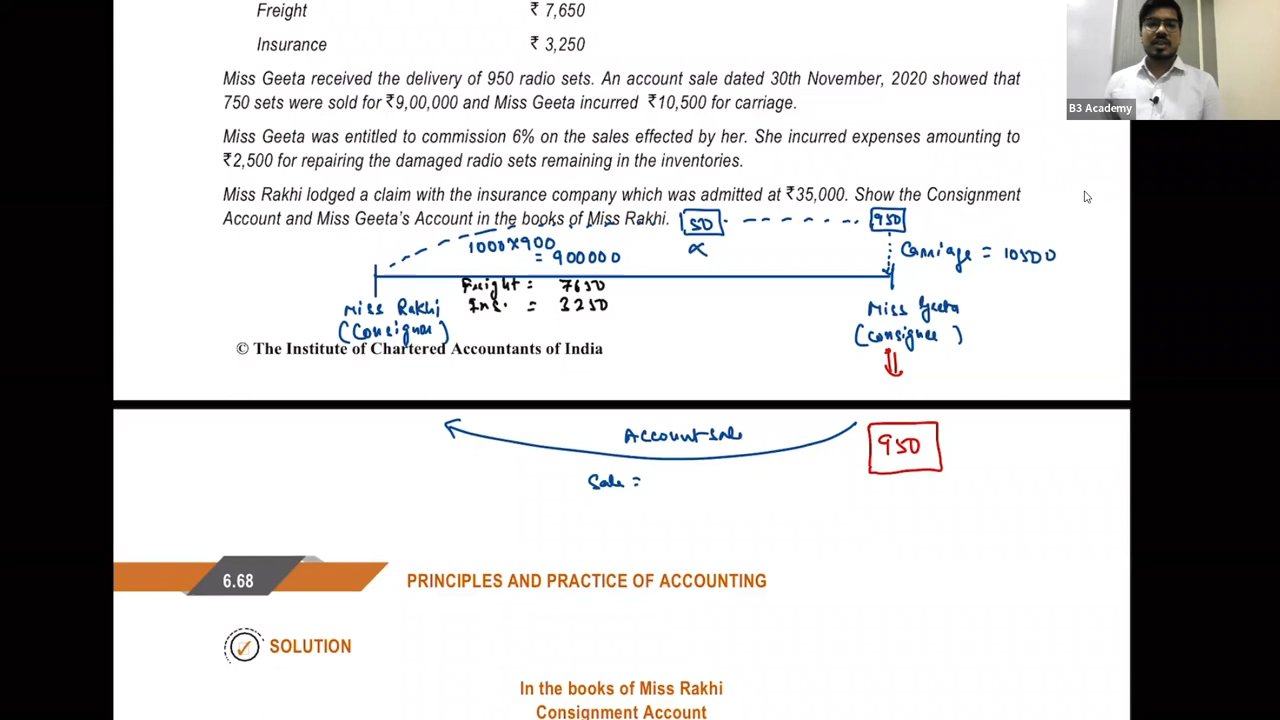 Freight ₹ 7,650
Insurance ₹ 3,250
B3 Academy
Miss Geeta received the delivery of 950 radio sets. An account sale dated 30th November, 2020 showed that
750 sets were sold for ₹9,00,000 and Miss Geeta incurred ₹10,500 for carriage.
Miss Geeta was entitled to commission 6% on the sales effected by her. She incurred expenses amounting to
₹2,500 for repairing the damaged radio sets remaining in the inventories.
Miss Rakhi lodged a claim with the insurance company which was admitted at ₹35,000. Show the Consignment
Account and Miss Geeta's Account in the books of Miss Rakhi.
50 950
1000×900
= 900000
Carriage = 10500
Freight = 7650
Ins. = 3250
Miss Rakhi
(Consignor)
Miss Geeta
(Consignee)
© The Institute of Chartered Accountants of India
Account sale
950
Sale =
6.68 PRINCIPLES AND PRACTICE OF ACCOUNTING
SOLUTION
In the books of Miss Rakhi
Consignment Account